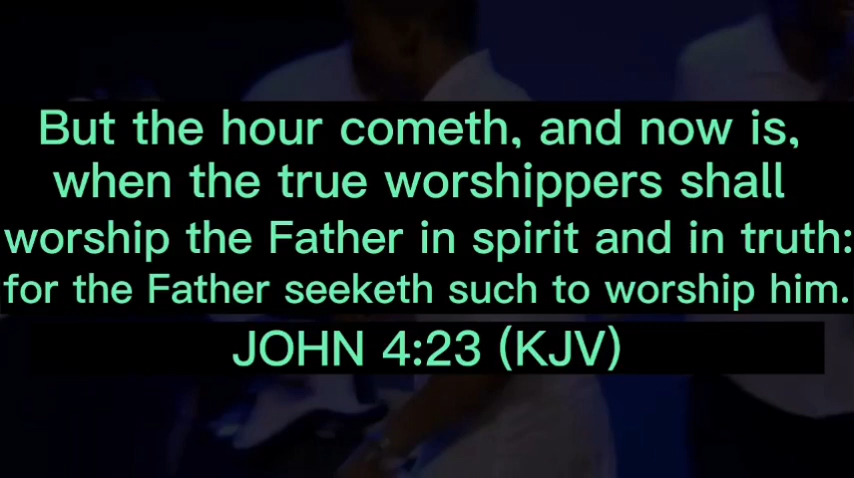 But the hour cometh, and now is,
when the true worshippers shall
worship the Father in spirit and in truth:
for the Father seeketh such to worship him.
JOHN 4:23 (KJV)